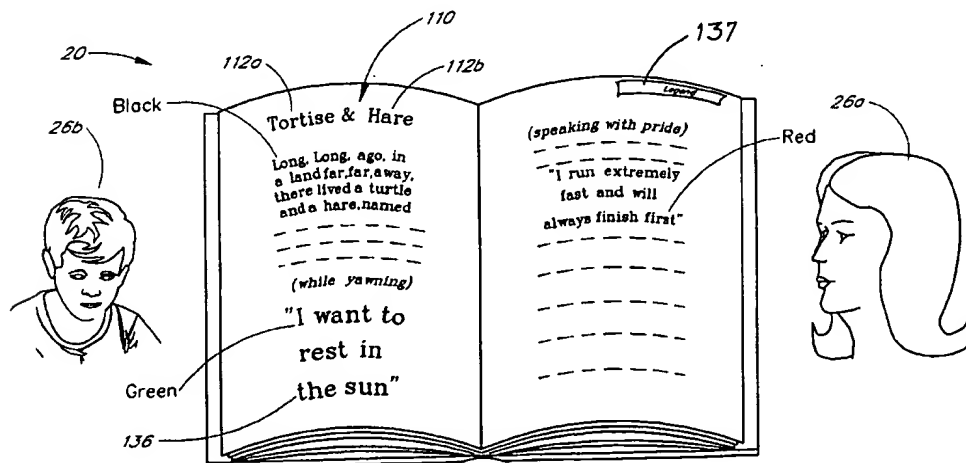 110
137
20
112a
112b
Black
Tortise & Hare
Legend
26b
26a
(speaking with pride)
Red
Long, Long, ago, in
a land far,far,away,
there lived a turtle
and a hare, named
"I run extremely
fast and will
always finish first"
(while yawning)
"I want to
rest in
the sun"
Green
136